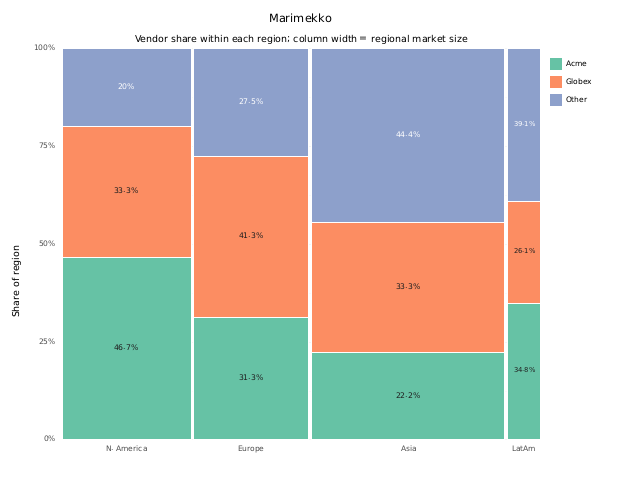 Marimekko
Vendor share within each region; column width = regional market size
100%
75%
50%
25%
0%
Share of region
20%
33·3%
46·7%
27·5%
41·3%
31·3%
44·4%
33·3%
22·2%
39·1%
26·1%
34·8%
N· America
Europe
Asia
LatAm
Acme
Globex
Other